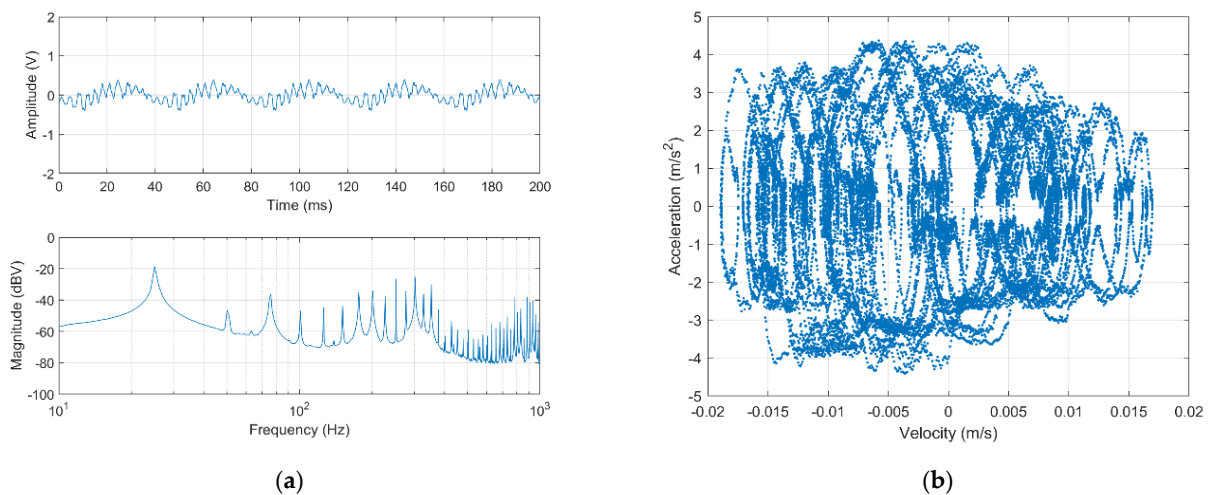 2
1
0
-1
-2
Amplitude (V)
0 20 40 60 80 100 120 140 160 180 200
Time (ms)
0
-20
-40
-60
-80
-100
Magnitude (dBV)
10^1 10^2 10^3
Frequency (Hz)
(a)
5
4
3
2
1
0
-1
-2
-3
-4
-5
Acceleration (m/s^2)
-0.02 -0.015 -0.01 -0.005 0 0.005 0.01 0.015 0.02
Velocity (m/s)
(b)